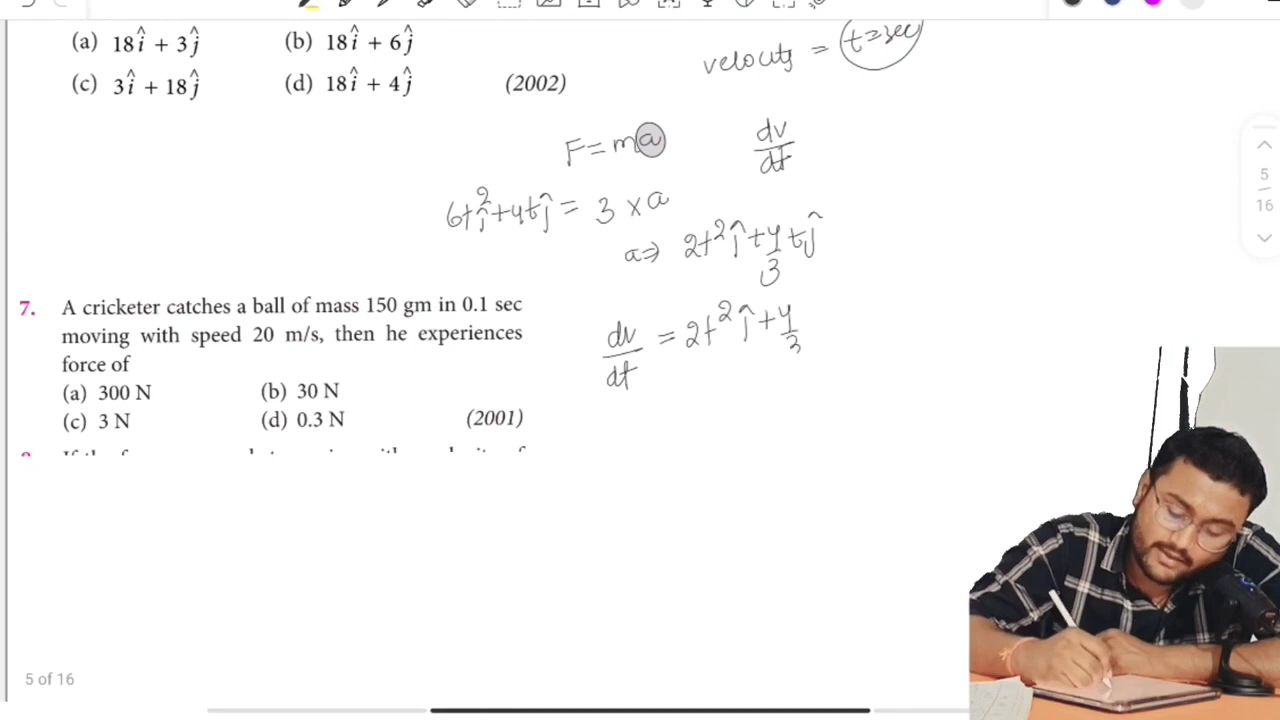 (a) 18î + 3ĵ (b) 18î + 6ĵ
(c) 3î + 18ĵ (d) 18î + 4ĵ (2002)
velocity = t=sec
F=ma
dv/dt
6t²î+4tĵ = 3 x a
a⇒ 2t²î+4/3 tĵ
dv/dt = 2t²î+4/3
7. A cricketer catches a ball of mass 150 gm in 0.1 sec
moving with speed 20 m/s, then he experiences
force of
(a) 300 N (b) 30 N
(c) 3 N (d) 0.3 N (2001)
5
16
5 of 16